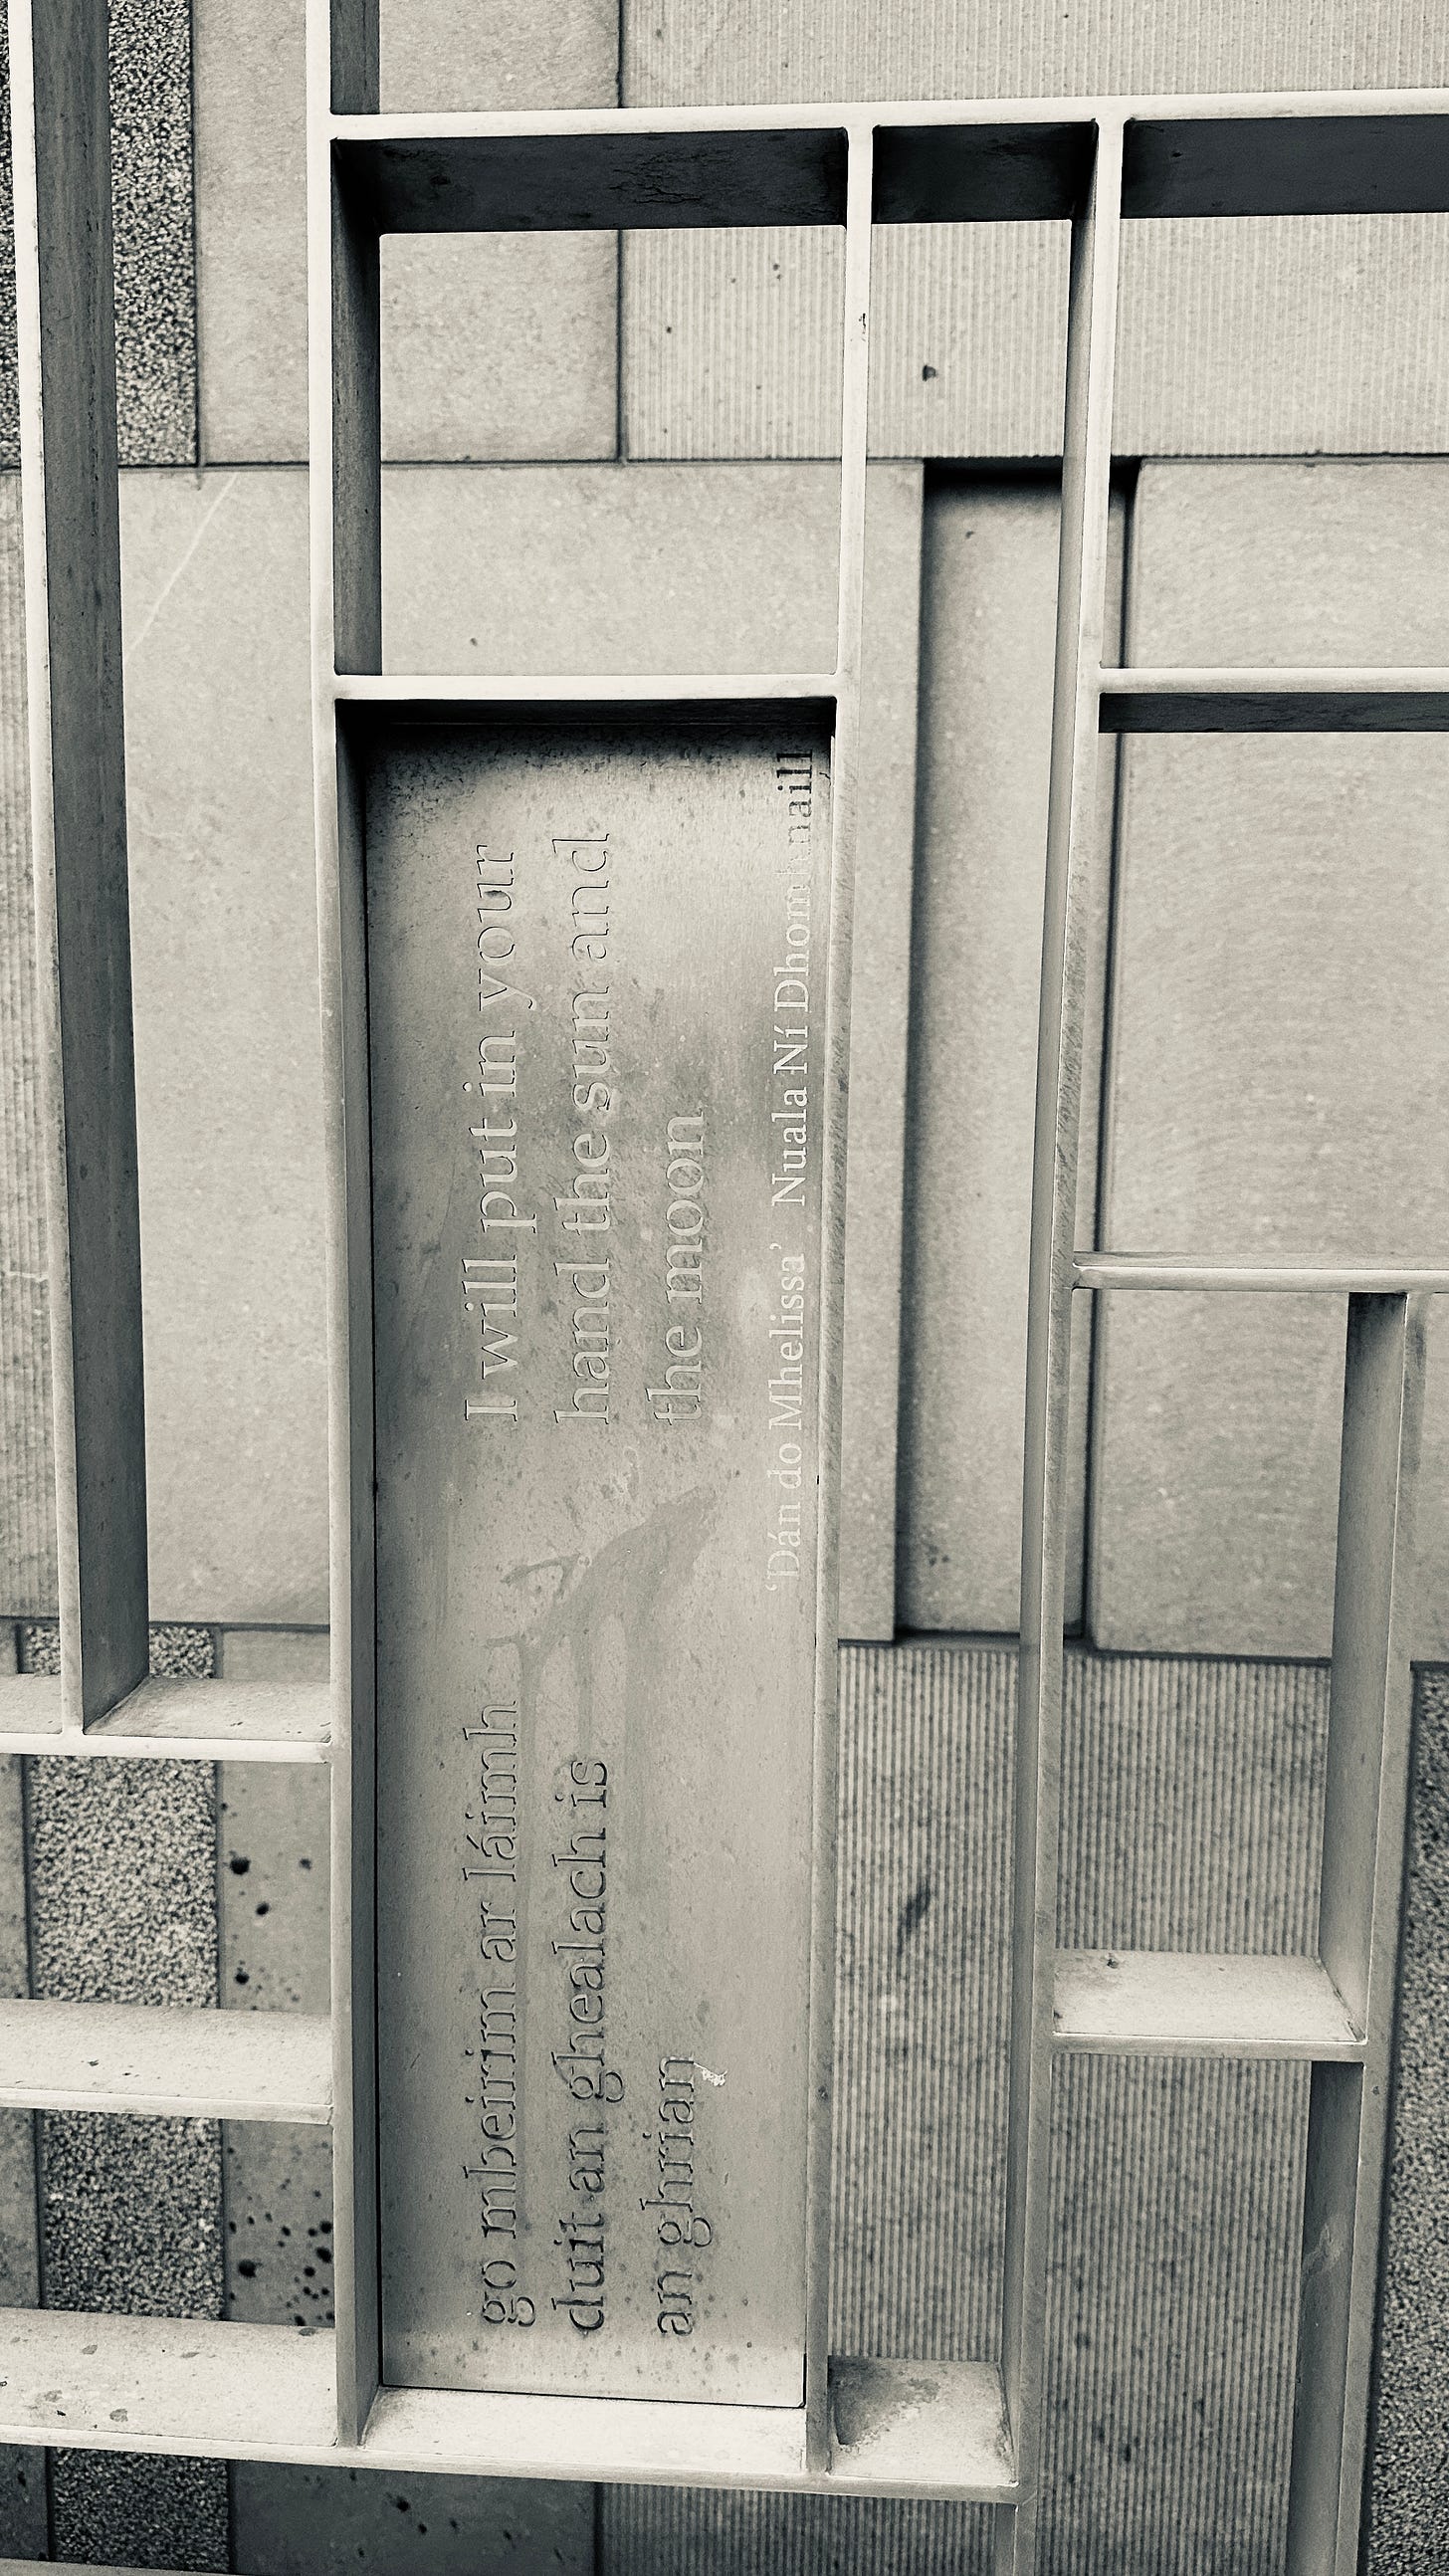 go mbeirim ar láimh
duit an ghealach is
an ghrian
I will put in your
hand the sun and
the moon
‘Dán do Mhelissa’ Nuala Ní Dhomhnaill